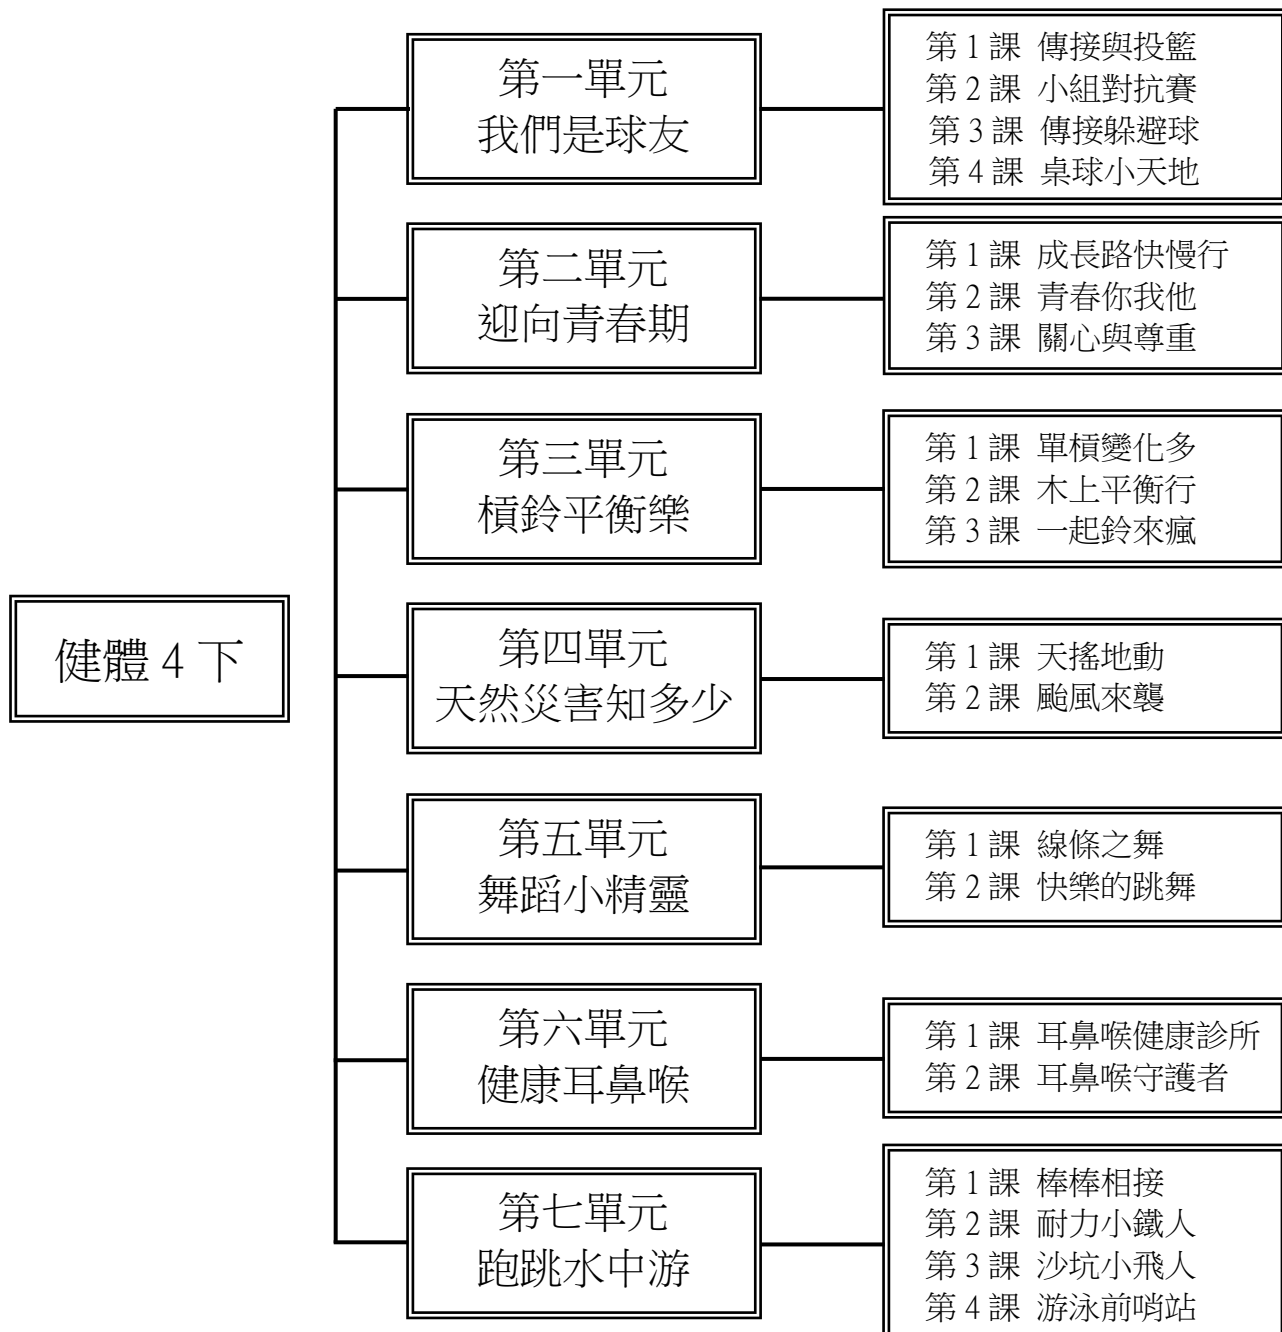 健體 4 下
第一單元
我們是球友
第 1 課 傳接與投籃
第 2 課 小組對抗賽
第 3 課 傳接躲避球
第 4 課 桌球小天地
第二單元
迎向青春期
第 1 課 成長路快慢行
第 2 課 青春你我他
第 3 課 關心與尊重
第三單元
槓鈴平衡樂
第 1 課 單槓變化多
第 2 課 木上平衡行
第 3 課 一起鈴來瘋
第四單元
天然災害知多少
第 1 課 天搖地動
第 2 課 颱風來襲
第五單元
舞蹈小精靈
第 1 課 線條之舞
第 2 課 快樂的跳舞
第六單元
健康耳鼻喉
第 1 課 耳鼻喉健康診所
第 2 課 耳鼻喉守護者
第七單元
跑跳水中游
第 1 課 棒棒相接
第 2 課 耐力小鐵人
第 3 課 沙坑小飛人
第 4 課 游泳前哨站